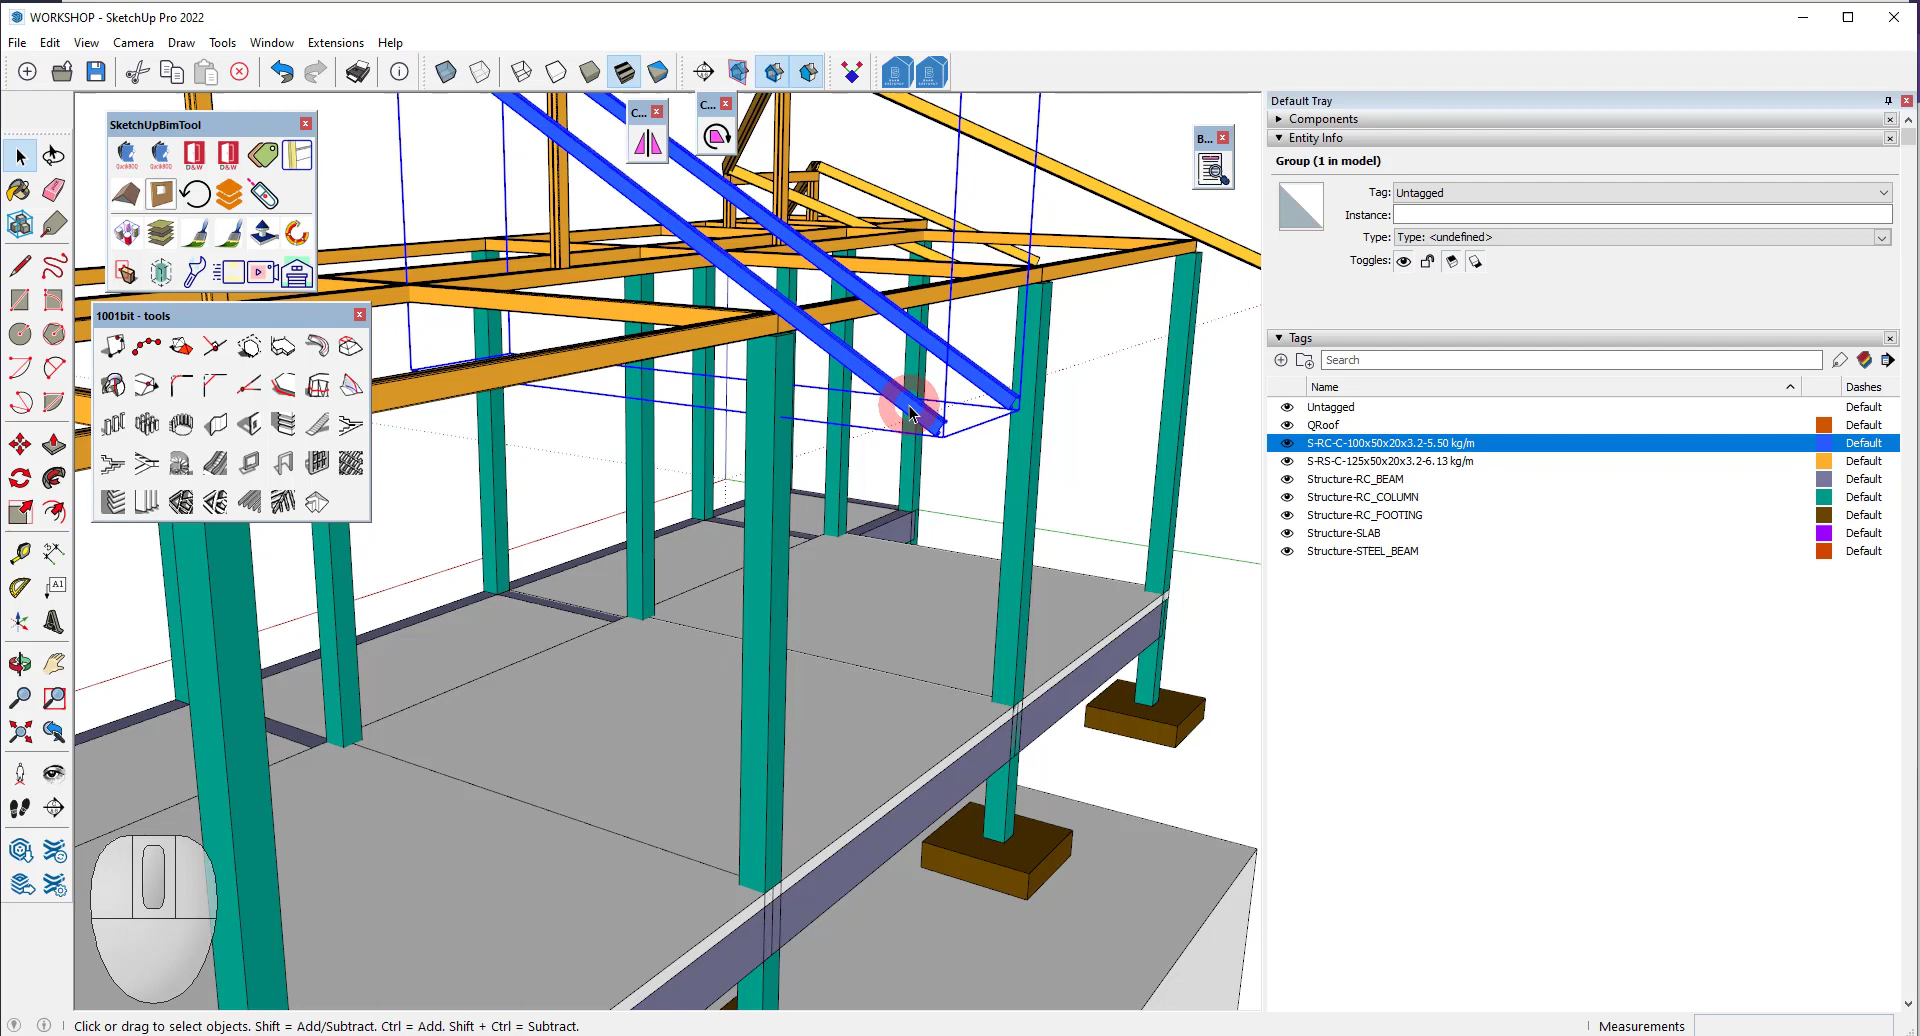 WORKSHOP - SketchUp Pro 2022
File Edit View Camera Draw Tools Window Extensions Help
SketchUpBimTool
D&W D&W
1001bit - tools
C...
C...
B...
A1
Default Tray
Components
Entity Info
Group (1 in model)
Tag: Untagged
Instance:
Type: Type: <undefined>
Toggles:
Tags
Search
Name Dashes
Untagged Default
QRoof Default
S-RC-C-100x50x20x3.2-5.50 kg/m Default
S-RS-C-125x50x20x3.2-6.13 kg/m Default
Structure-RC_BEAM Default
Structure-RC_COLUMN Default
Structure-RC_FOOTING Default
Structure-SLAB Default
Structure-STEEL_BEAM Default
Click or drag to select objects. Shift = Add/Subtract. Ctrl = Add. Shift + Ctrl = Subtract.
Measurements